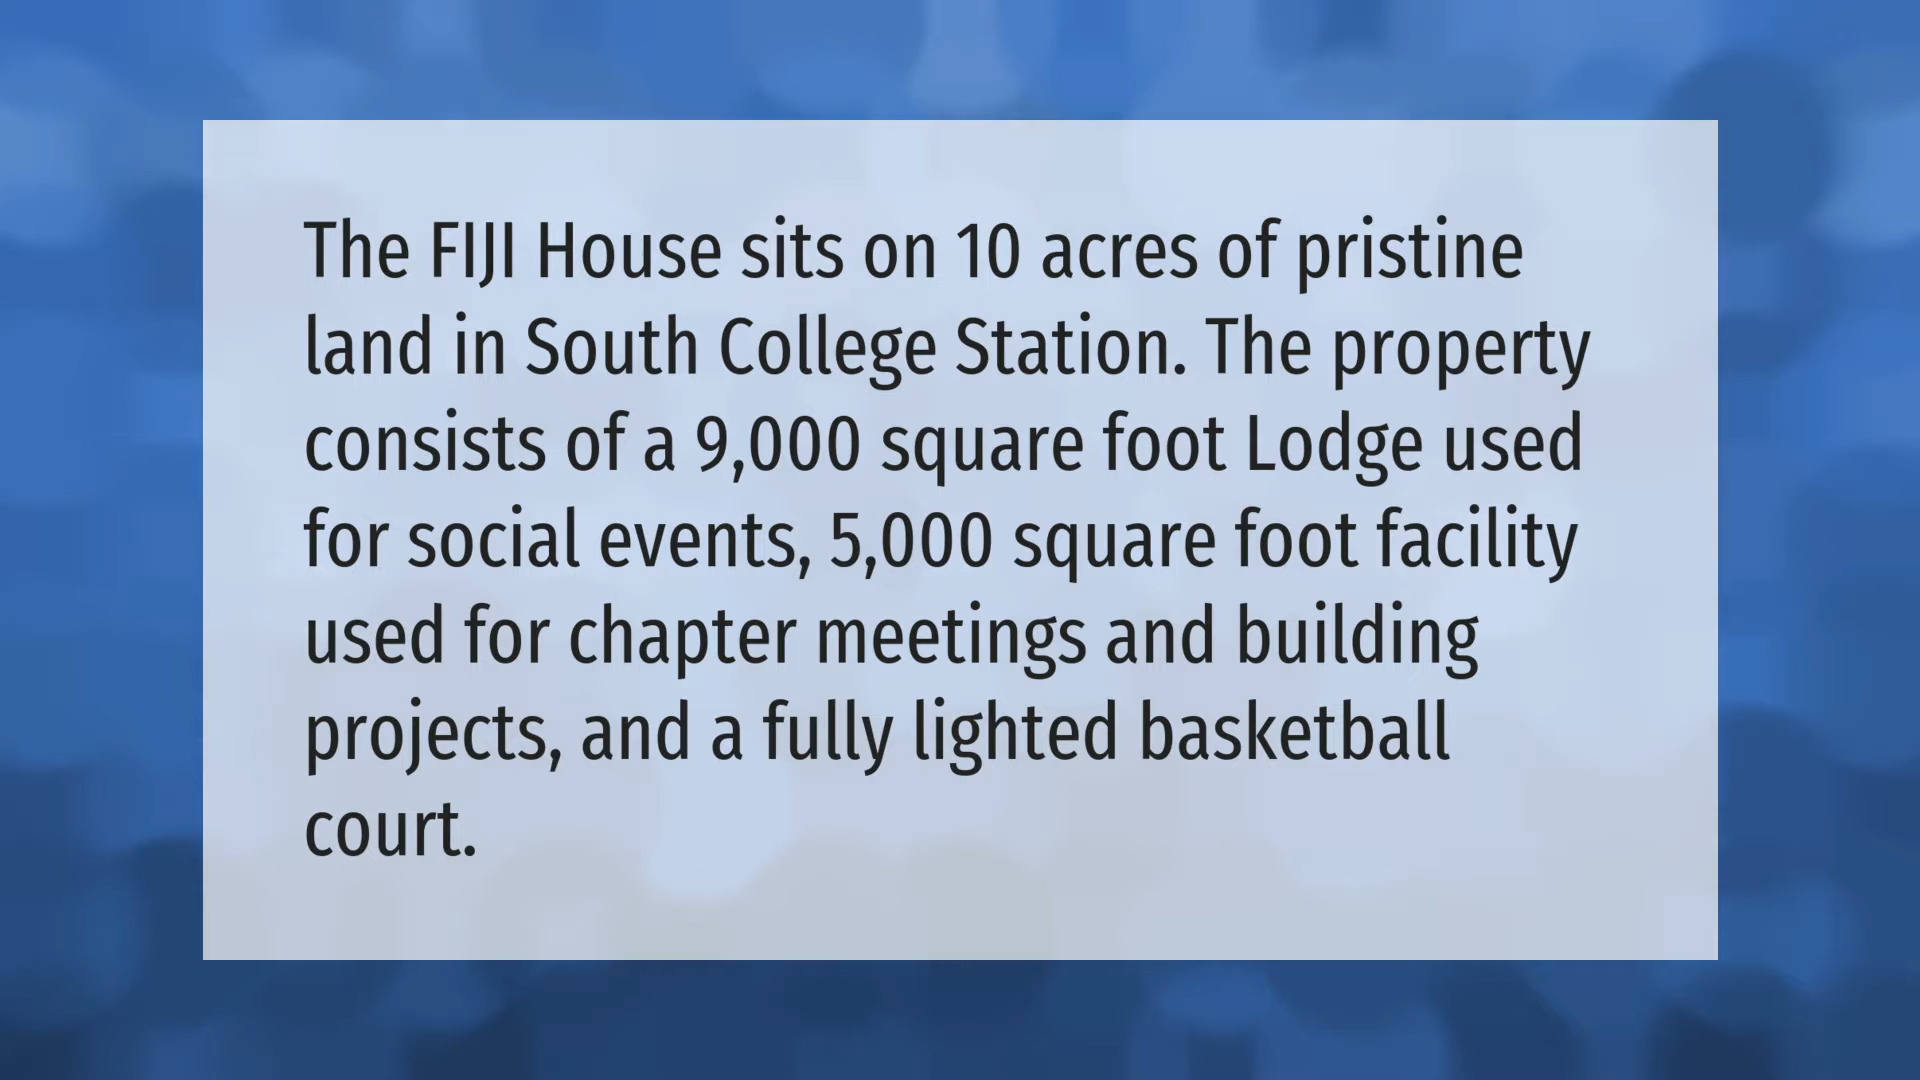 The FIJI House sits on 10 acres of pristine
land in South College Station. The property
consists of a 9,000 square foot Lodge used
for social events, 5,000 square foot facility
used for chapter meetings and building
projects, and a fully lighted basketball
court.